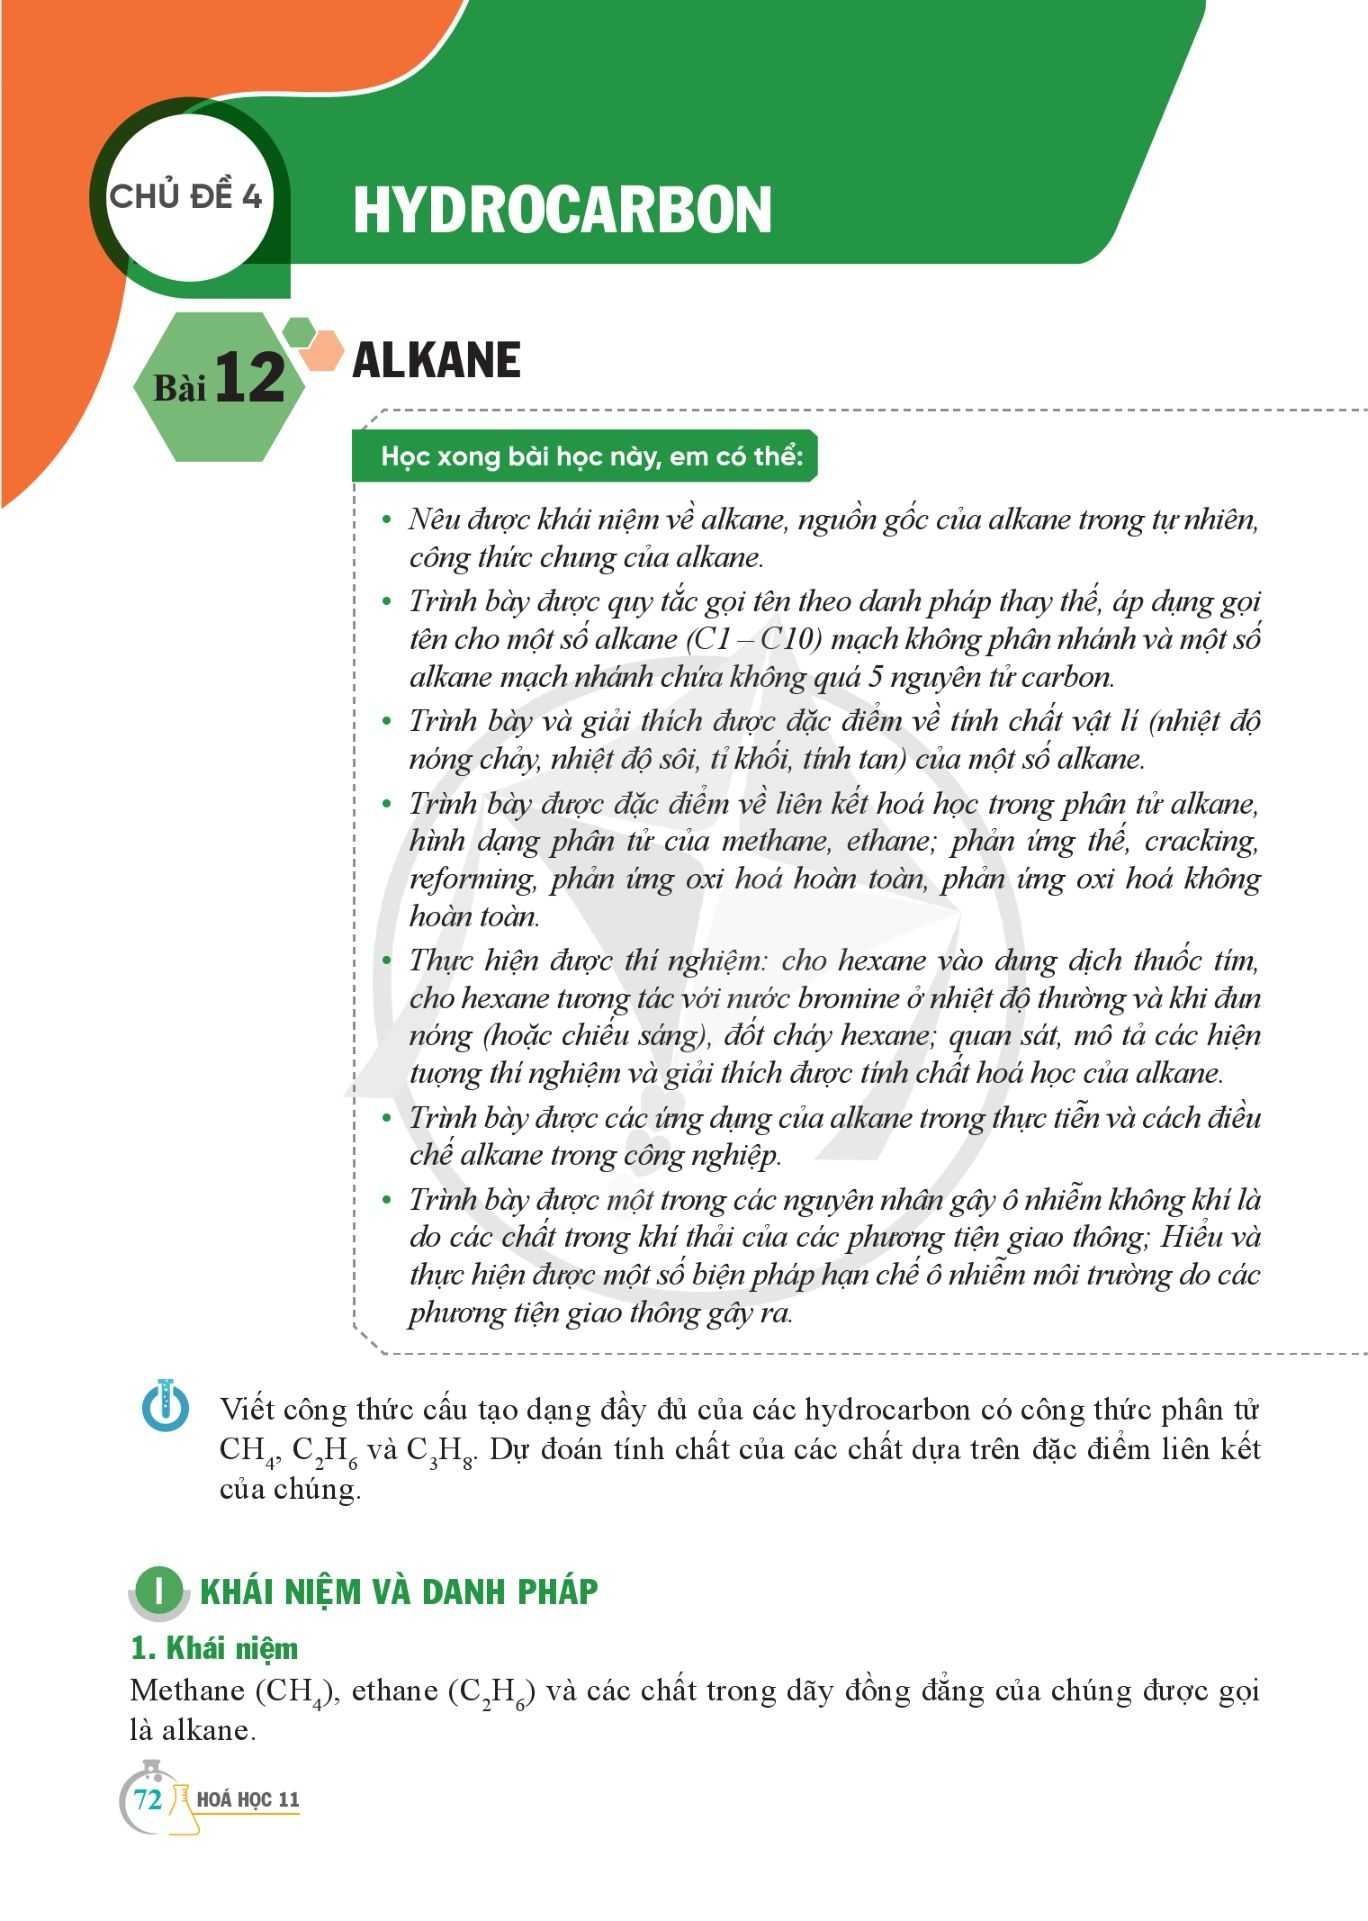 CHỦ ĐỀ 4
HYDROCARBON
Bài 12
ALKANE
Học xong bài học này, em có thể:
• Nêu được khái niệm về alkane, nguồn gốc của alkane trong tự nhiên,
công thức chung của alkane.
• Trình bày được quy tắc gọi tên theo danh pháp thay thế, áp dụng gọi
tên cho một số alkane (C1 – C10) mạch không phân nhánh và một số
alkane mạch nhánh chứa không quá 5 nguyên tử carbon.
• Trình bày và giải thích được đặc điểm về tính chất vật lí (nhiệt độ
nóng chảy, nhiệt độ sôi, tỉ khối, tính tan) của một số alkane.
• Trình bày được đặc điểm về liên kết hoá học trong phân tử alkane,
hình dạng phân tử của methane, ethane; phản ứng thế, cracking,
reforming, phản ứng oxi hoá hoàn toàn, phản ứng oxi hoá không
hoàn toàn.
• Thực hiện được thí nghiệm: cho hexane vào dung dịch thuốc tím,
cho hexane tương tác với nước bromine ở nhiệt độ thường và khi đun
nóng (hoặc chiếu sáng), đốt cháy hexane; quan sát, mô tả các hiện
tượng thí nghiệm và giải thích được tính chất hoá học của alkane.
• Trình bày được các ứng dụng của alkane trong thực tiễn và cách điều
chế alkane trong công nghiệp.
• Trình bày được một trong các nguyên nhân gây ô nhiễm không khí là
do các chất trong khí thải của các phương tiện giao thông; Hiểu và
thực hiện được một số biện pháp hạn chế ô nhiễm môi trường do các
phương tiện giao thông gây ra.
Viết công thức cấu tạo dạng đầy đủ của các hydrocarbon có công thức phân tử
CH₄, C₂H₆ và C₃H₈. Dự đoán tính chất của các chất dựa trên đặc điểm liên kết
của chúng.
I KHÁI NIỆM VÀ DANH PHÁP
1. Khái niệm
Methane (CH₄), ethane (C₂H₆) và các chất trong dãy đồng đẳng của chúng được gọi
là alkane.
72 HOÁ HỌC 11